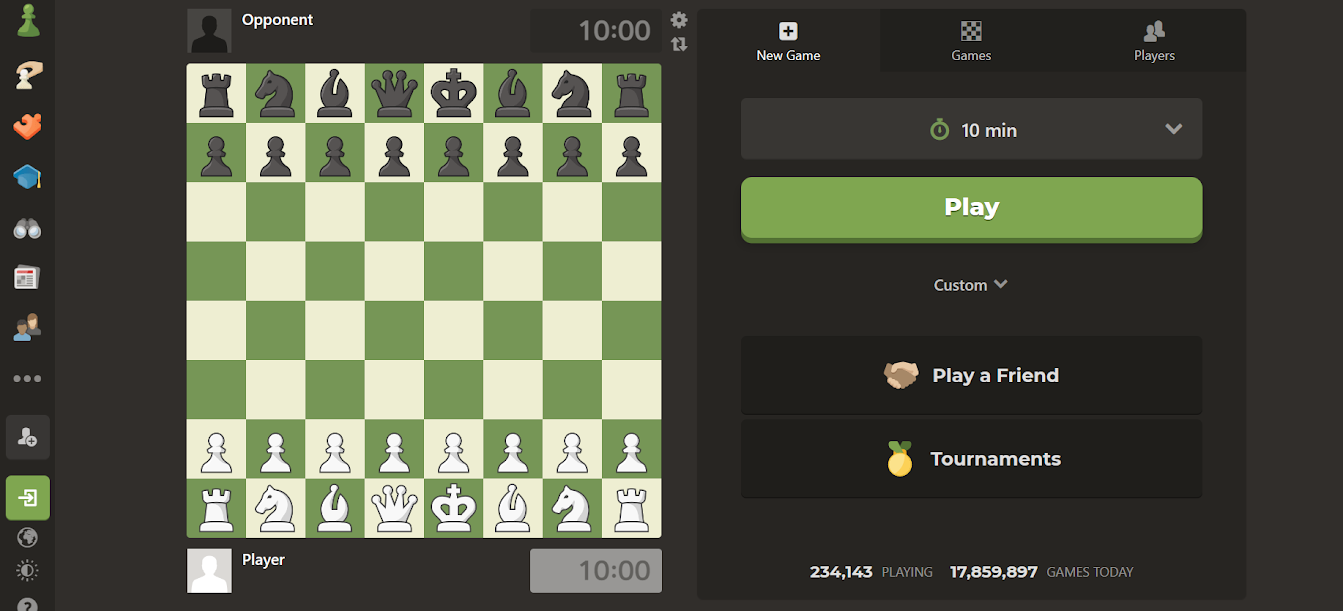 Opponent
10:00
New Game
Games
Players
10 min
Play
Custom
Play a Friend
Tournaments
Player
10:00
234,143 PLAYING 17,859,897 GAMES TODAY
?